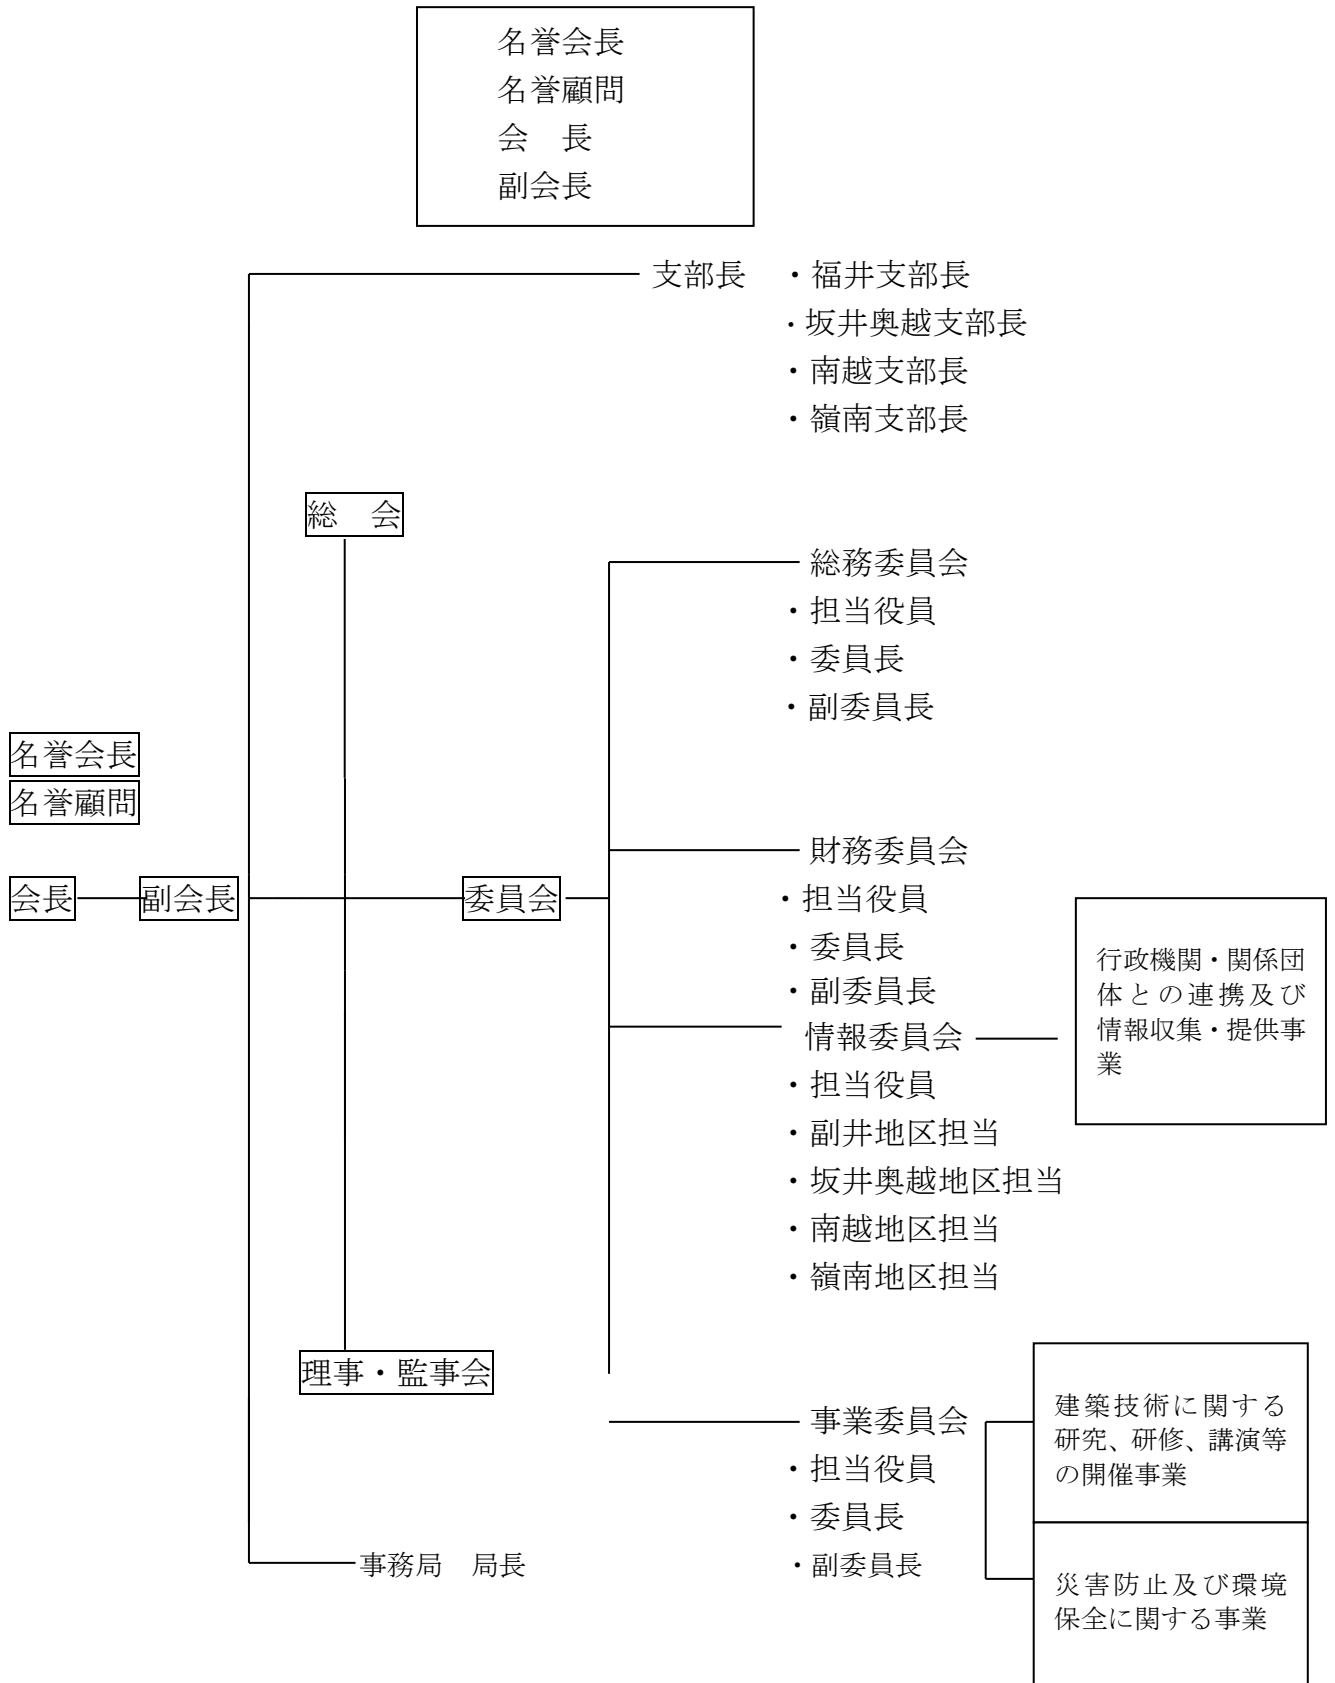 名誉会長
名誉顧問
会　長
副会長
支部長　・福井支部長
・坂井奥越支部長
・南越支部長
・嶺南支部長
総　会
総務委員会
・担当役員
・委員長
・副委員長
名誉会長
名誉顧問
財務委員会
会長
副会長
委員会
・担当役員
・委員長
・副委員長
情報委員会
・担当役員
・副井地区担当
・坂井奥越地区担当
・南越地区担当
・嶺南地区担当
行政機関・関係団
体との連携及び
情報収集・提供事
業
理事・監事会
事業委員会
・担当役員
・委員長
・副委員長
建築技術に関する
研究、研修、講演等
の開催事業
災害防止及び環境
保全に関する事業
事務局　局長